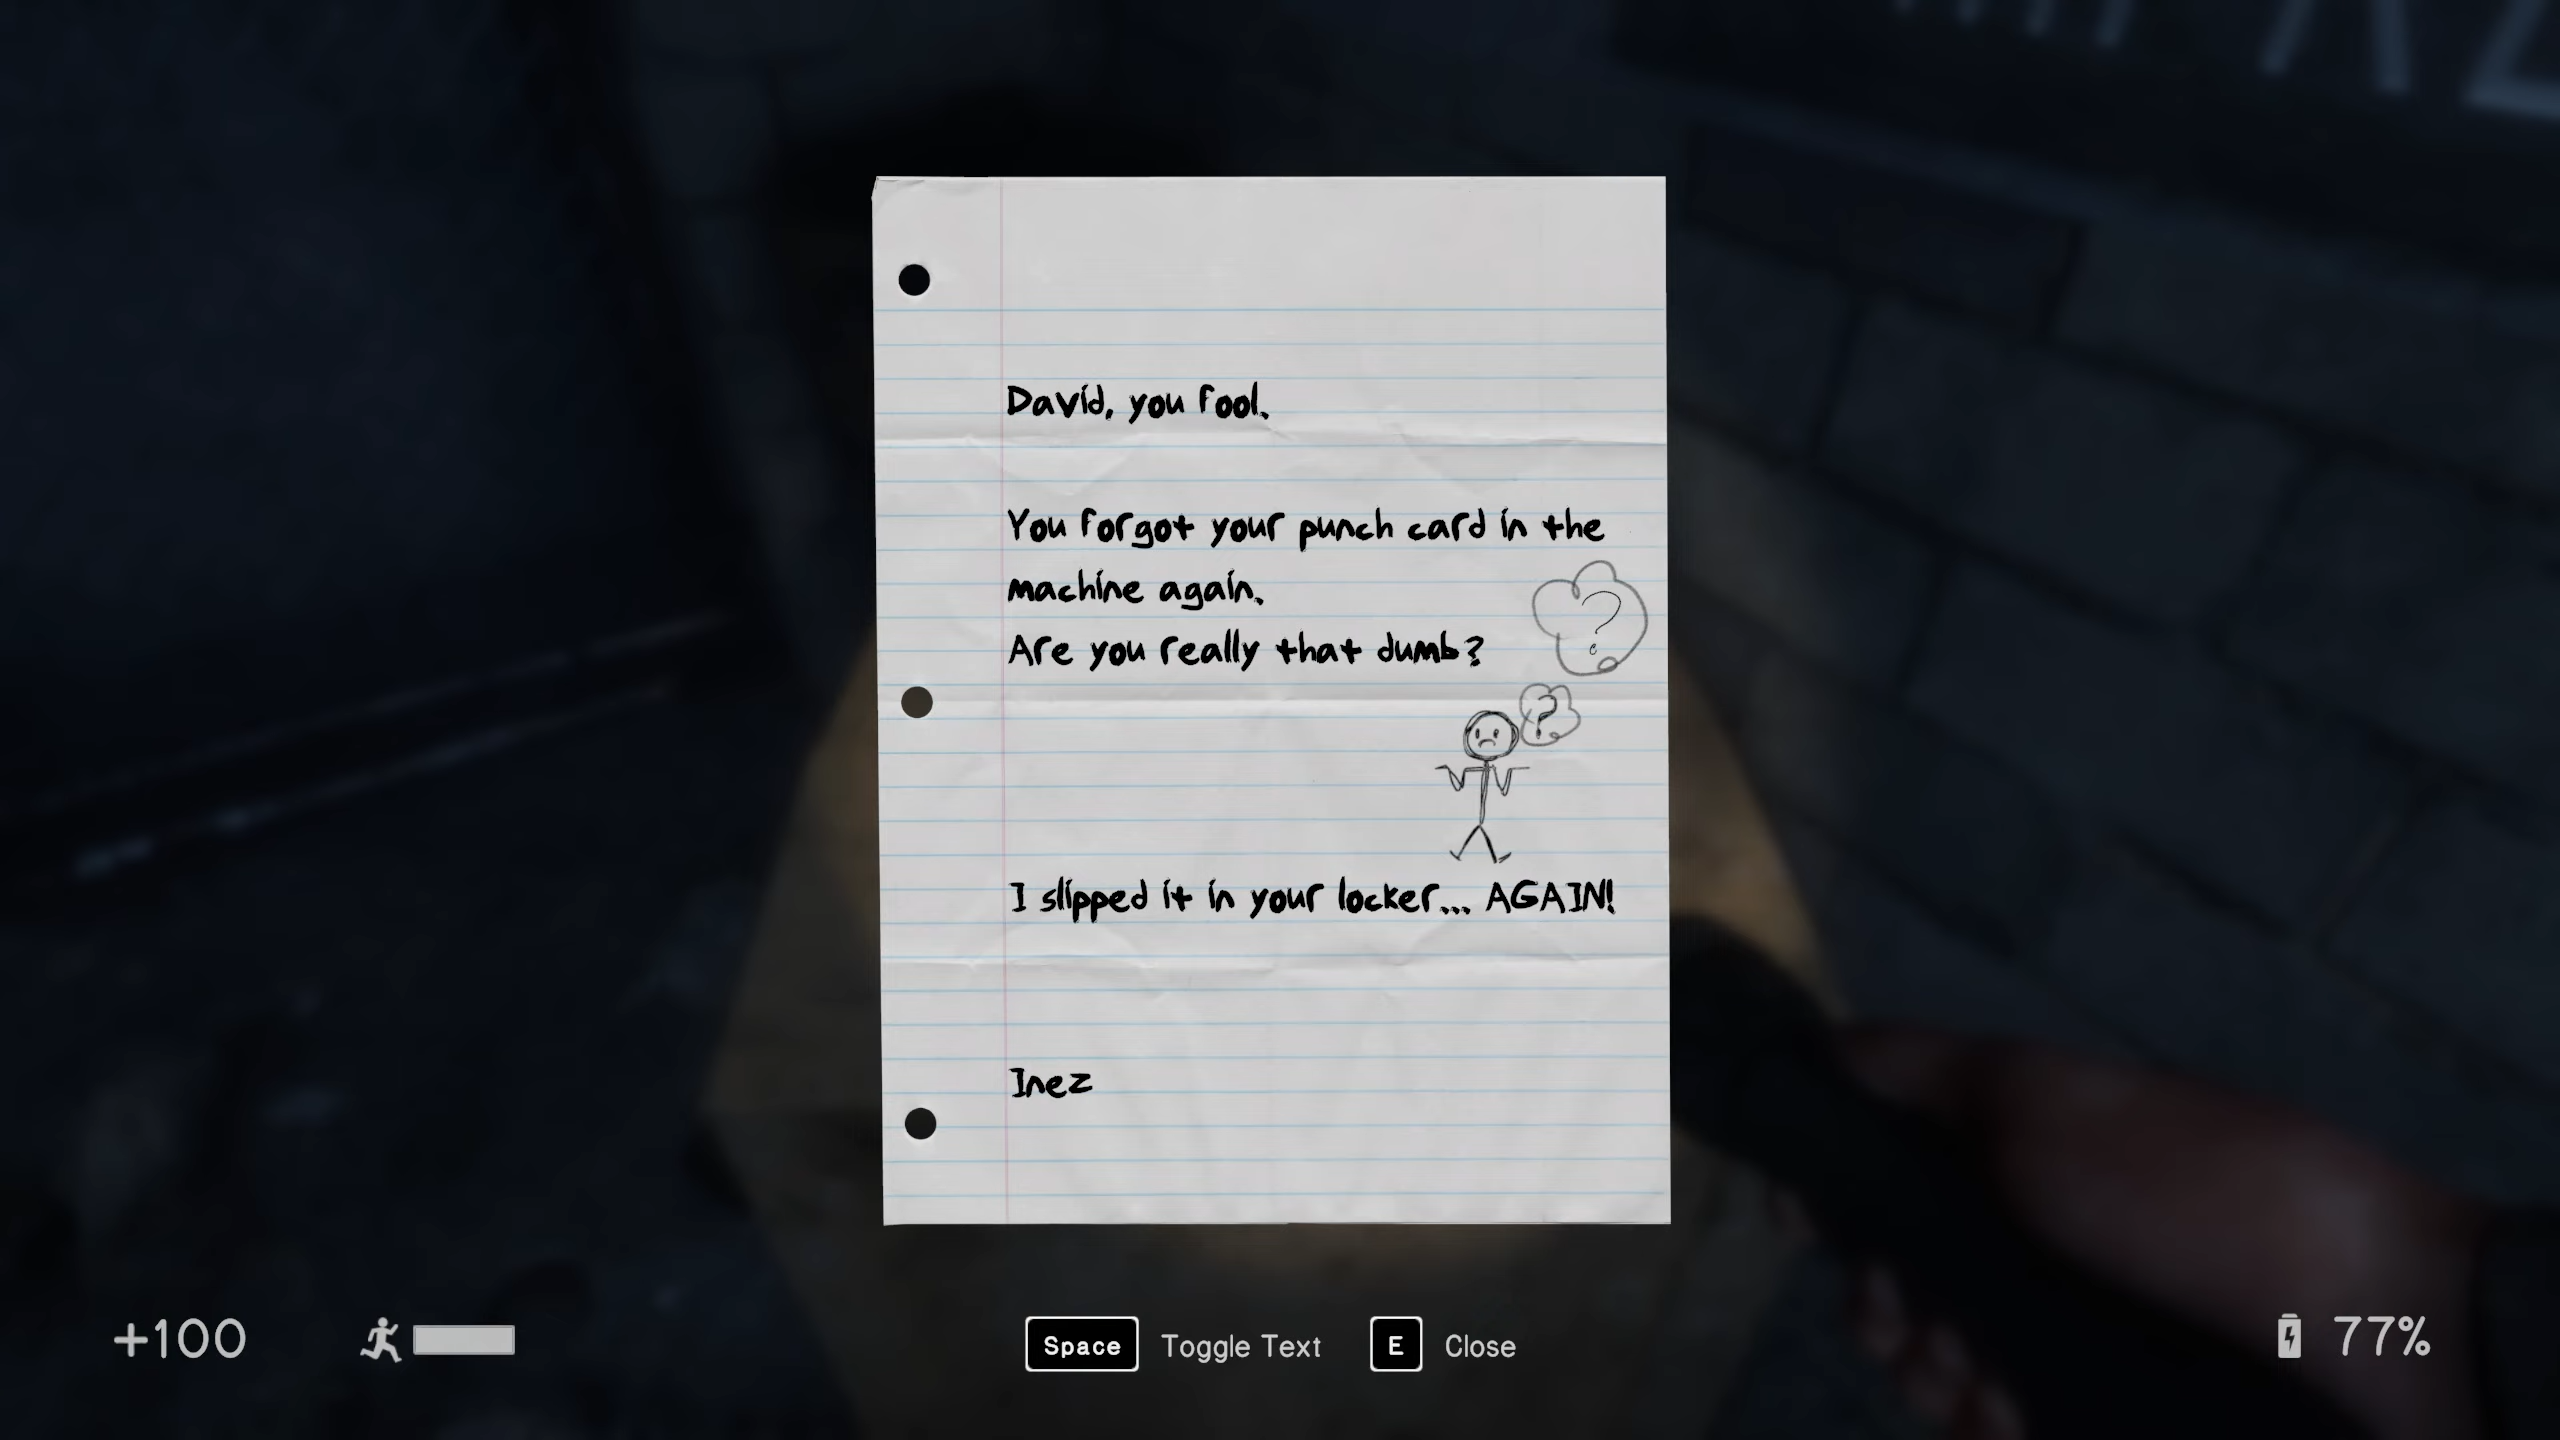 David, you fool.
You forgot your punch card in the
machine again.
Are you really that dumb?
?
?
I slipped it in your locker... AGAIN!
Inez
+100
Space Toggle Text E Close
77%